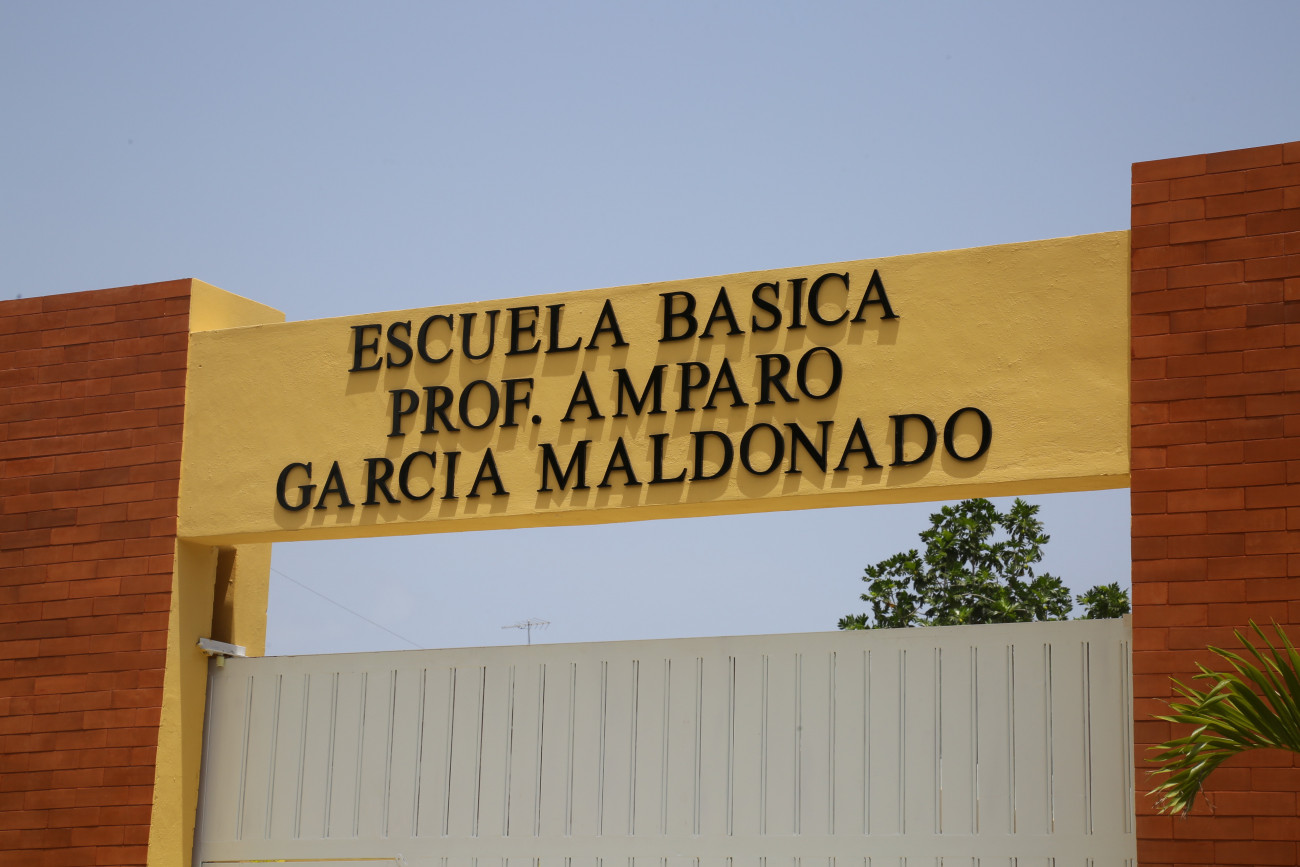 ESCUELA BASICA
PROF. AMPARO
GARCIA MALDONADO